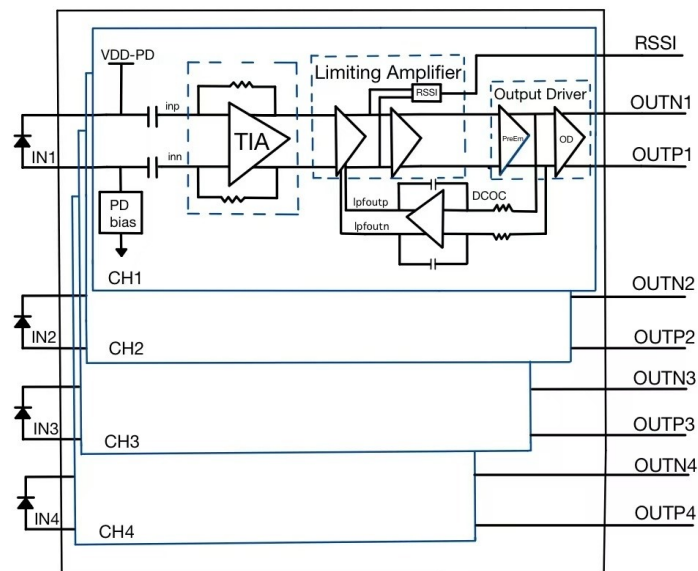 RSSI
VDD-PD
Limiting Amplifier
RSSI
Output Driver
OUTN1
inp
TIA
PreEm
OD
IN1
inn
OUTP1
PD
bias
lpfoutp
DCOC
lpfoutn
CH1
OUTN2
IN2
CH2
OUTP2
OUTN3
IN3
CH3
OUTP3
OUTN4
IN4
CH4
OUTP4